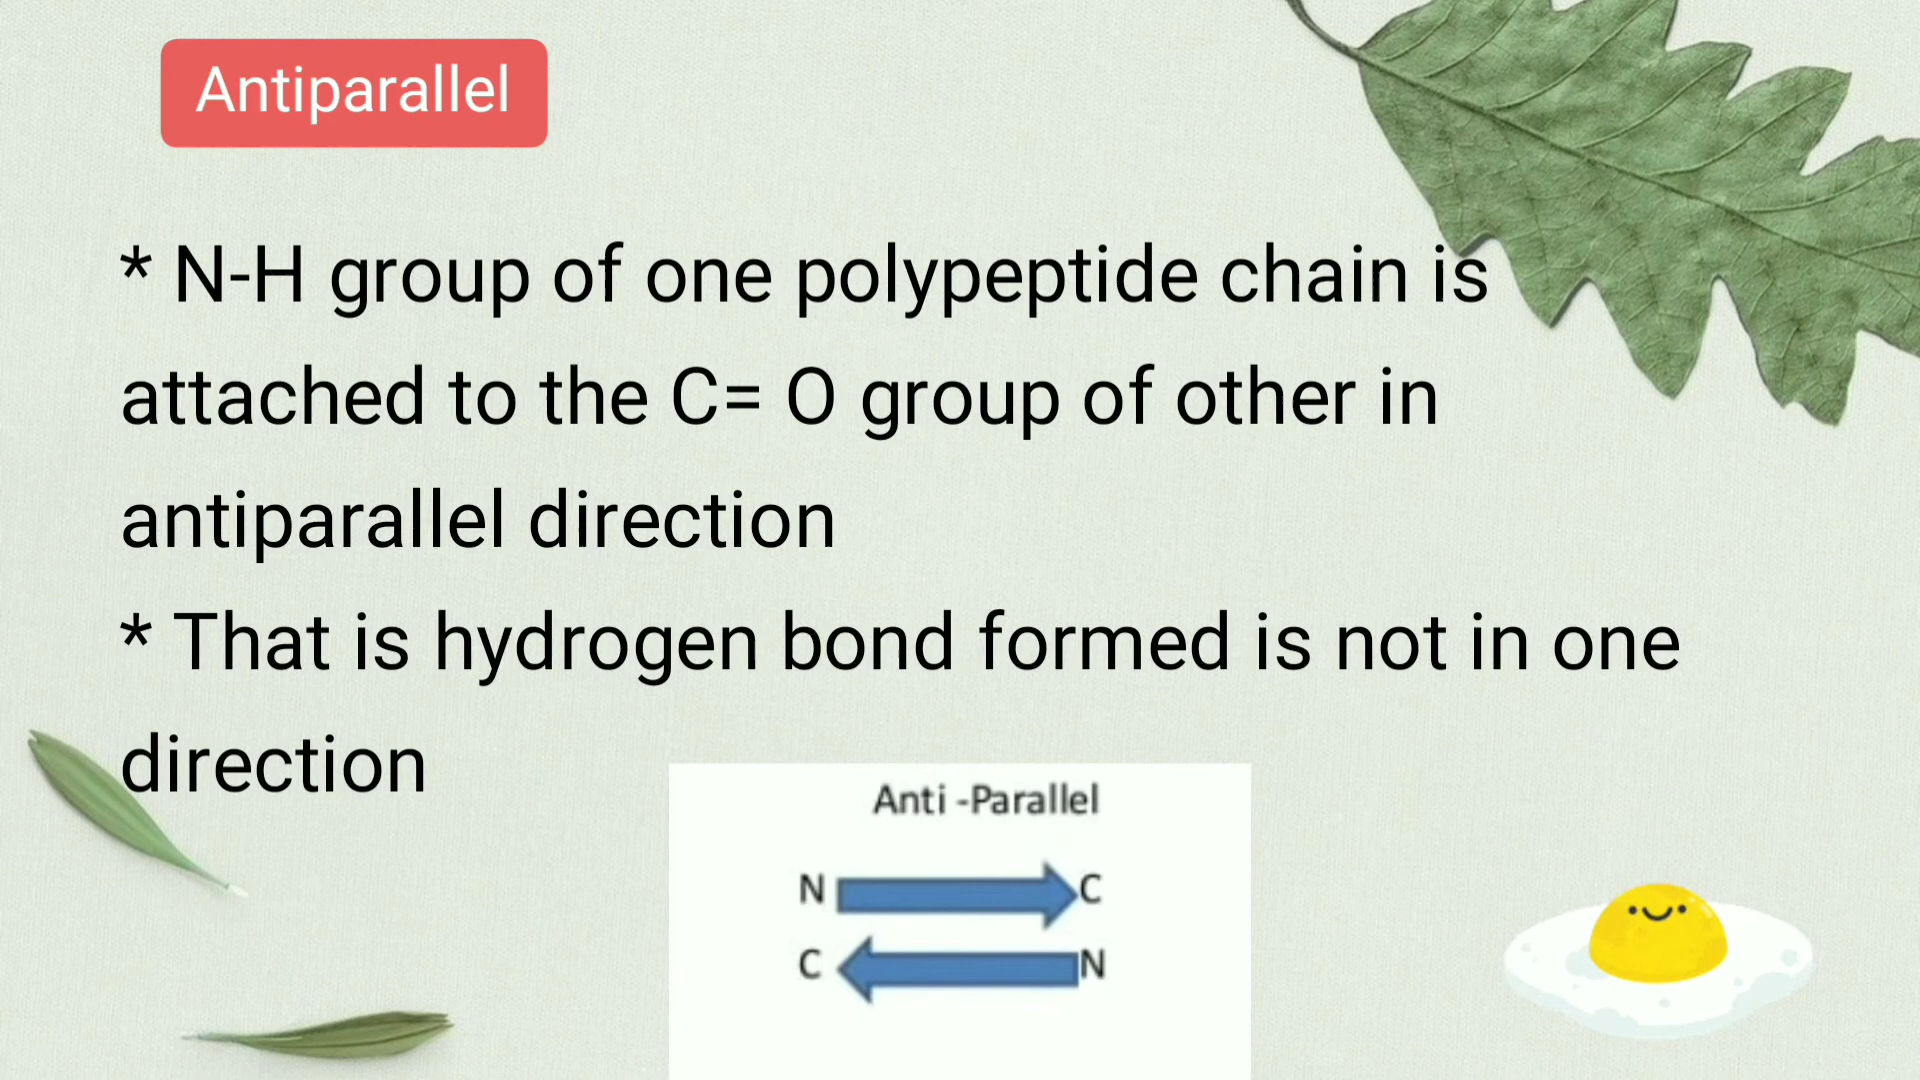 Antiparallel
* N-H group of one polypeptide chain is
attached to the C= O group of other in
antiparallel direction
* That is hydrogen bond formed is not in one
direction
Anti -Parallel
N C
C N